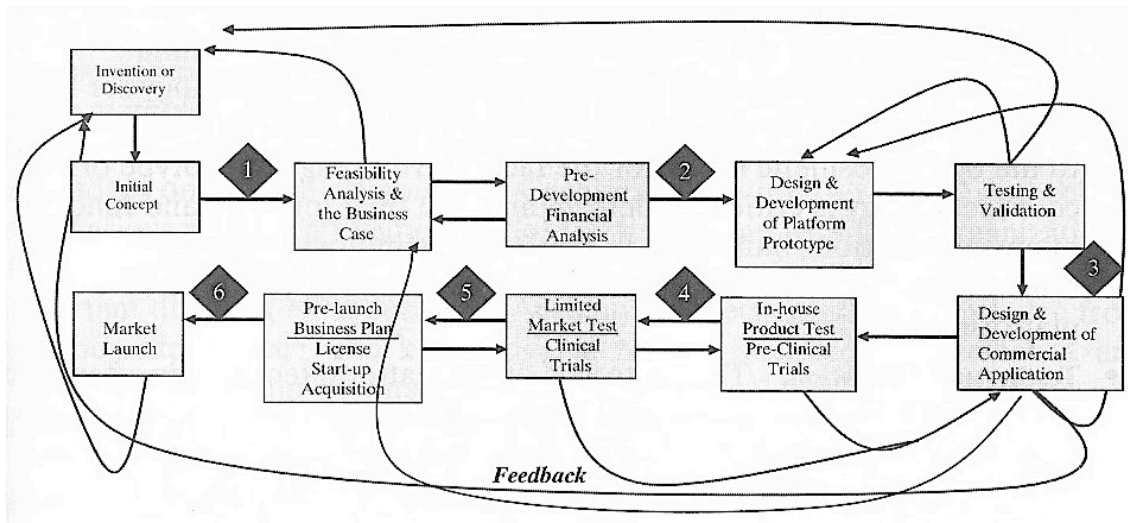 Invention or
Discovery
Initial
Concept
1
Feasibility
Analysis &
the Business
Case
Pre-
Development
Financial
Analysis
2
Design &
Development
of Platform
Prototype
Testing &
Validation
3
Market
Launch
6
Pre-launch
Business Plan
License
Start-up
Acquisition
5
Limited
Market Test
Clinical
Trials
4
In-house
Product Test
Pre-Clinical
Trials
Design &
Development of
Commercial
Application
Feedback